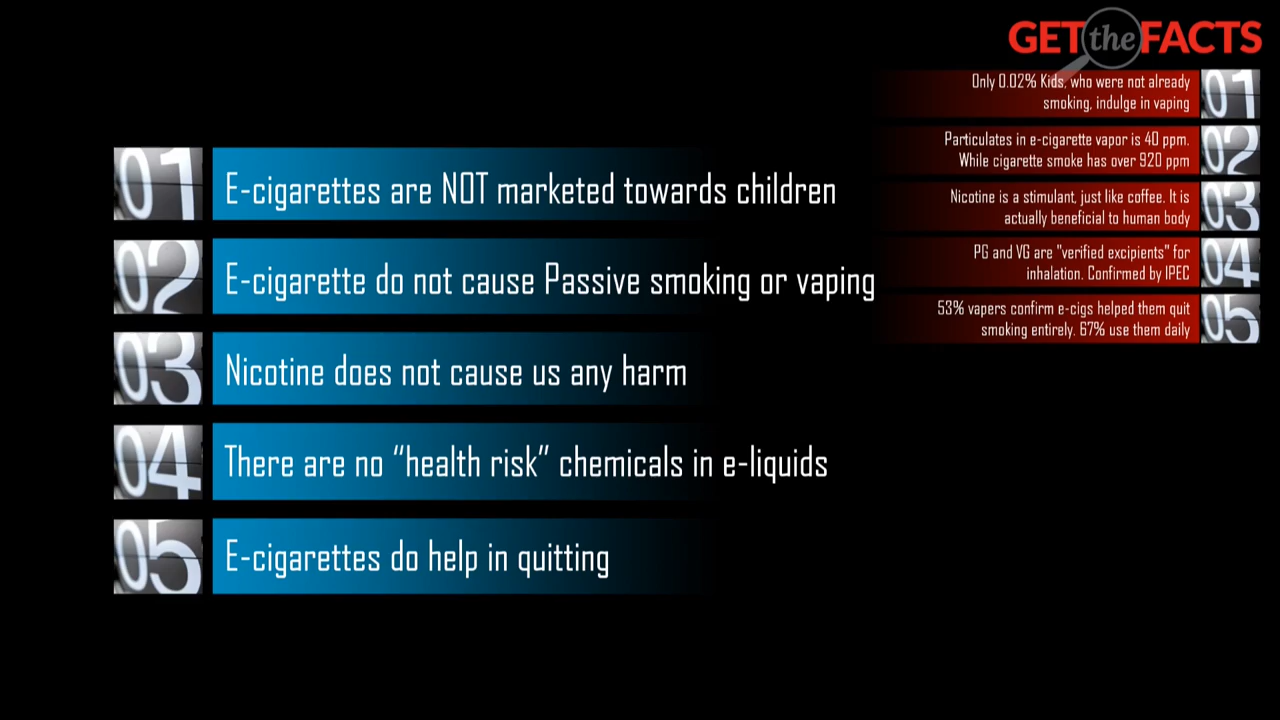 GET the FACTS
Only 0.02% Kids, who were not already
smoking, indulge in vaping
01
Particulates in e-cigarette vapor is 40 ppm.
While cigarette smoke has over 920 ppm
02
Nicotine is a stimulant, just like coffee. It is
actually beneficial to human body
03
PG and VG are "verified excipients" for
inhalation. Confirmed by IPEC
04
53% vapers confirm e-cigs helped them quit
smoking entirely. 67% use them daily
05
01
E-cigarettes are NOT marketed towards children
02
E-cigarette do not cause Passive smoking or vaping
03
Nicotine does not cause us any harm
04
There are no “health risk” chemicals in e-liquids
05
E-cigarettes do help in quitting